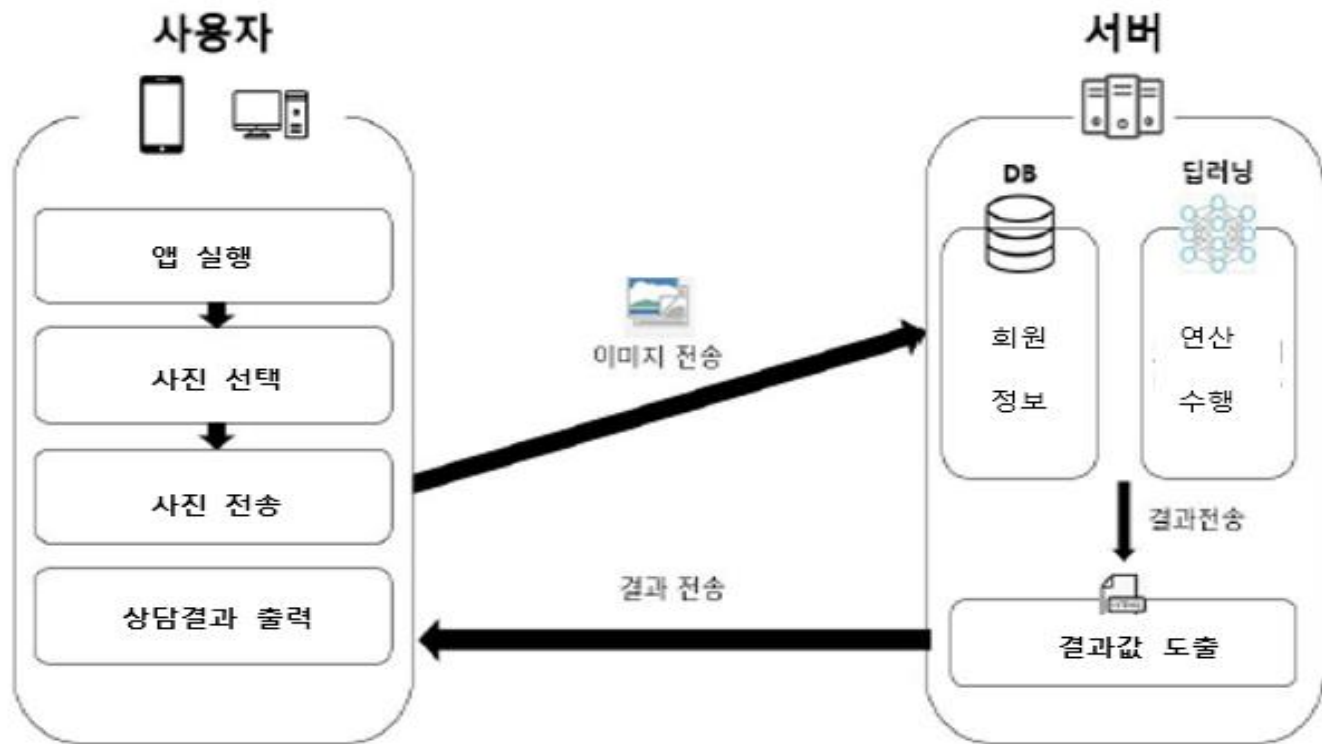 사용자
앱 실행
사진 선택
사진 전송
상담결과 출력
이미지 전송
결과 전송
서버
DB
딥러닝
회원
정보
연산
수행
결과전송
결과값 도출